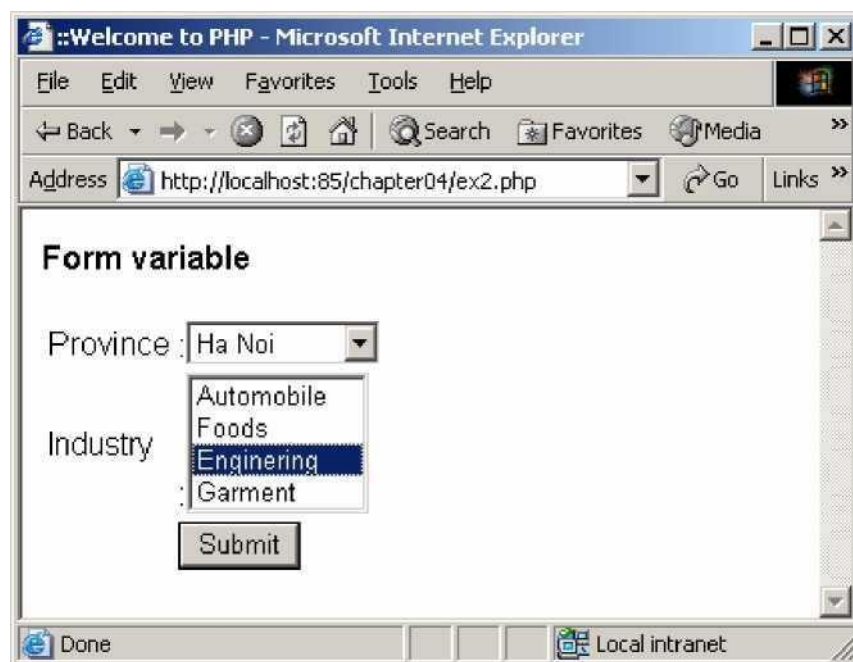 ::Welcome to PHP - Microsoft Internet Explorer
File Edit View Favorites Tools Help
Back Search Favorites Media »
Address http://localhost:85/chapter04/ex2.php Go Links »
Form variable
Province : Ha Noi
Automobile
Foods
Industry
Enginering
: Garment
Submit
Done Local intranet